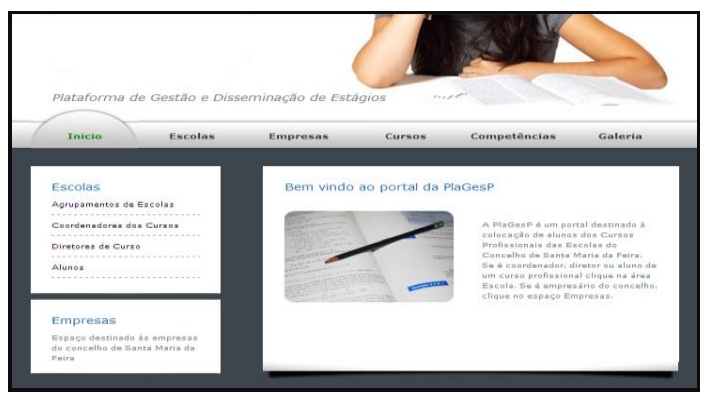 Plataforma de Gestão e Disseminação de Estágios
Inicio Escolas Empresas Cursos Competências Galeria
Escolas
Agrupamentos de Escolas
Coordenadores dos Cursos
Diretores de Curso
Alunos
Empresas
Espaço destinado ás empresas
do concelho de Santa Maria da
Feira
Bem vindo ao portal da PlaGesP
A PlaGesP é um portal destinado à
colocação de alunos dos Cursos
Profissionais das Escolas do
Concelho de Santa Maria da Feira.
Se é coordenador, diretor ou aluno de
um curso profissional clique na área
Escola. Se é empresário do concelho,
clique no espaço Empresas.